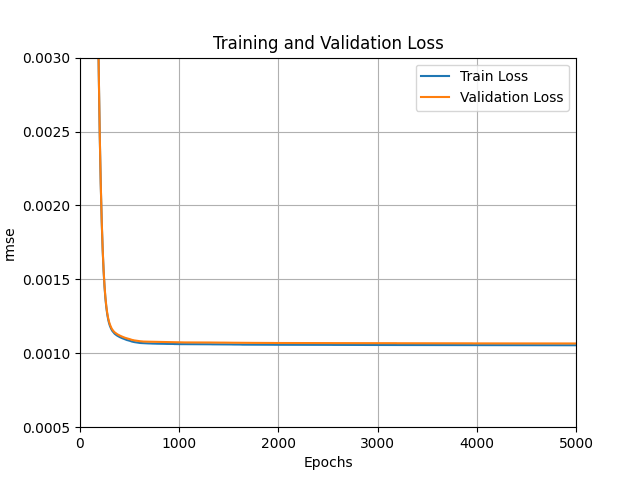 Training and Validation Loss
Train Loss
Validation Loss
rmse
0.0030
0.0025
0.0020
0.0015
0.0010
0.0005
0 1000 2000 3000 4000 5000
Epochs